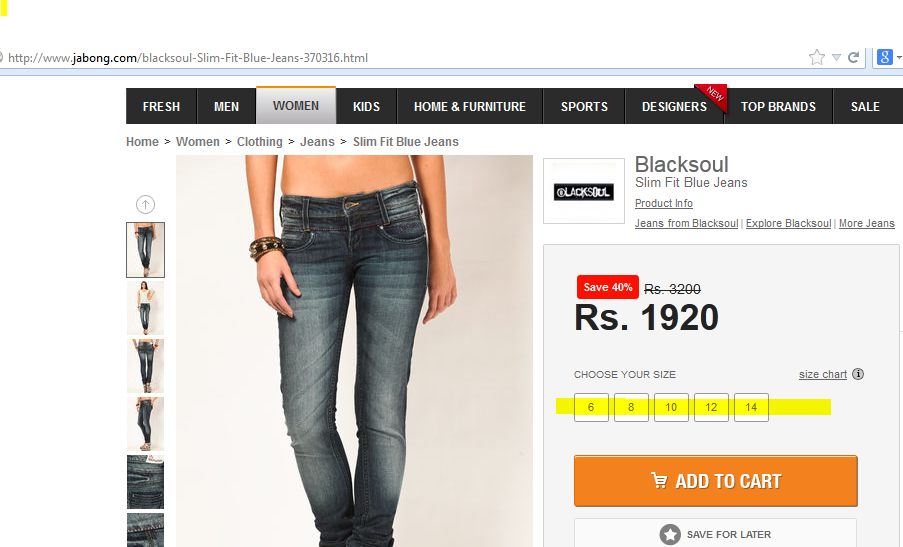 http://www.jabong.com/blacksoul-Slim-Fit-Blue-Jeans-370316.html
8
FRESH MEN WOMEN KIDS HOME & FURNITURE SPORTS DESIGNERS NEW TOP BRANDS SALE
Home > Women > Clothing > Jeans > Slim Fit Blue Jeans
BLACKSOUL
Blacksoul
Slim Fit Blue Jeans
Product Info
Jeans from Blacksoul | Explore Blacksoul | More Jeans
Save 40% Rs. 3200
Rs. 1920
CHOOSE YOUR SIZE size chart i
6 8 10 12 14
ADD TO CART
SAVE FOR LATER